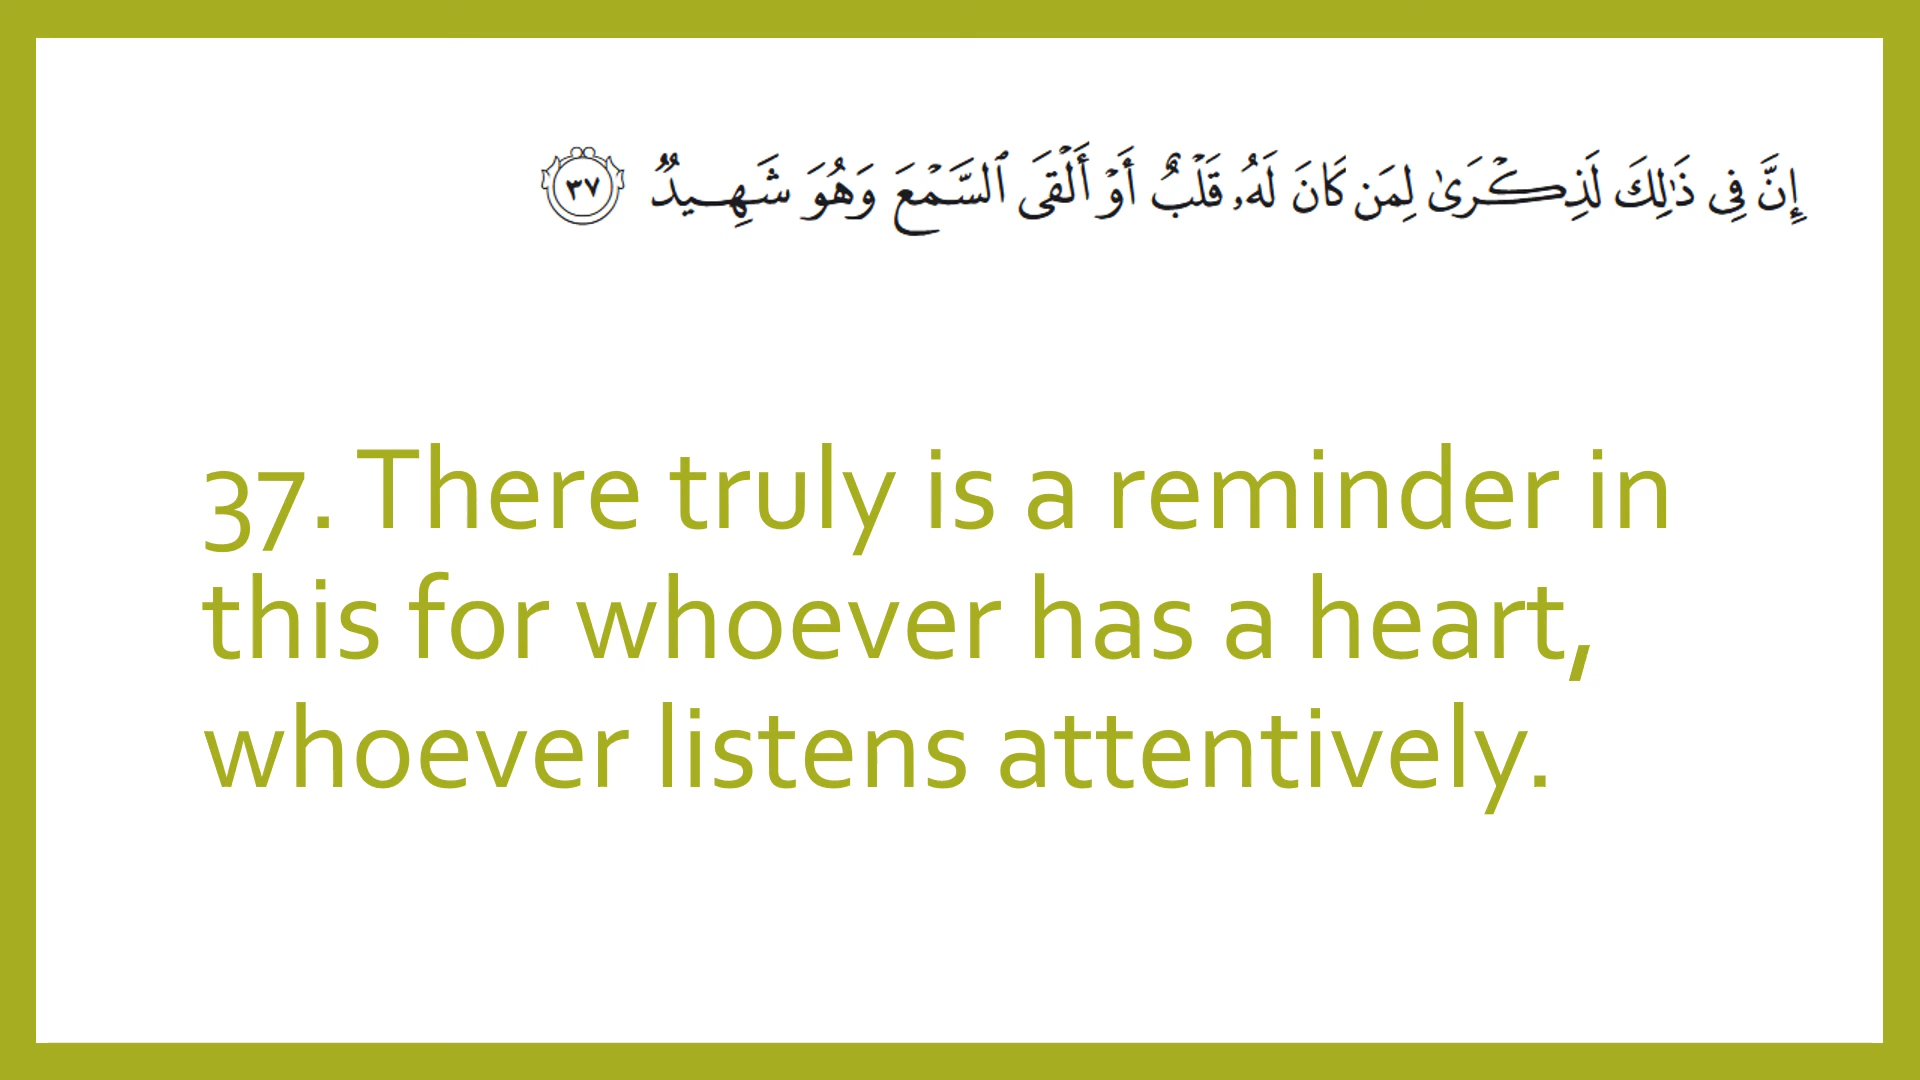 إِنَّ فِى ذَٰلِكَ لَذِكْرَىٰ لِمَن كَانَ لَهُۥ قَلْبٌ أَوْ أَلْقَى ٱلسَّمْعَ وَهُوَ شَهِيدٌ ٣٧
37. There truly is a reminder in
this for whoever has a heart,
whoever listens attentively.